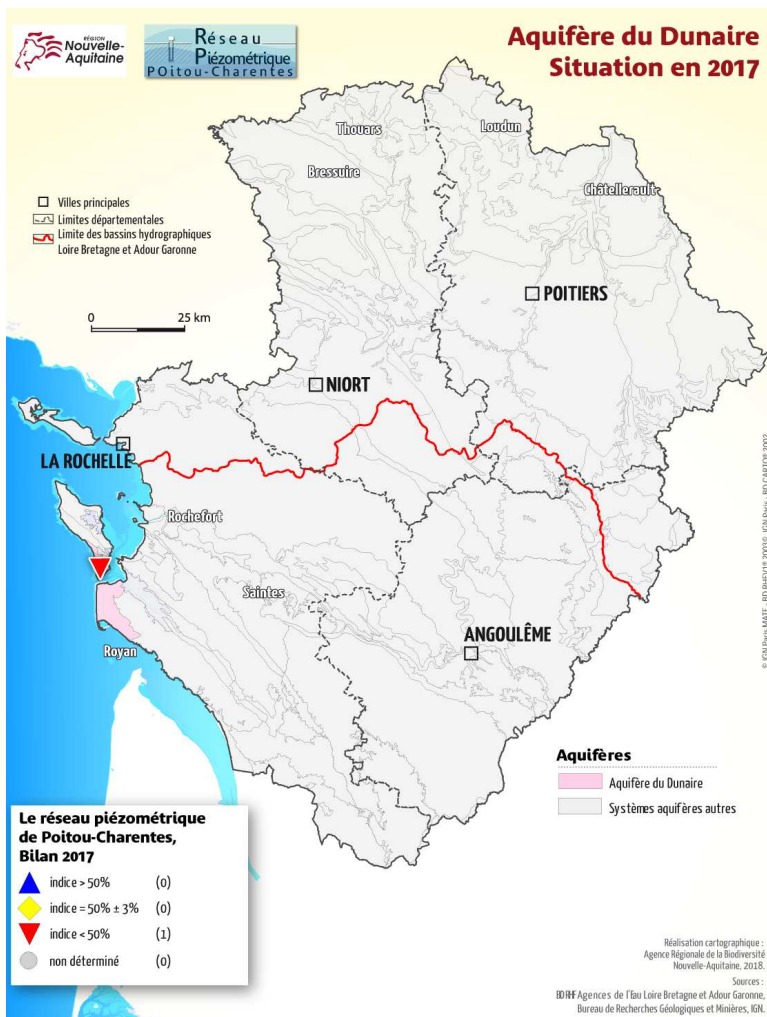 RÉGION
Nouvelle-
Aquitaine
Réseau
Piézométrique
POitou-Charentes
Aquifère du Dunaire
Situation en 2017
Thouars
Loudun
Bressuire
Châtellerault
Villes principales
Limites départementales
Limite des bassins hydrographiques
Loire Bretagne et Adour Garonne
0 25 km
POITIERS
NIORT
LA ROCHELLE
Rochefort
Saintes
ANGOULÊME
Royan
Aquifères
Aquifère du Dunaire
Systèmes aquifères autres
Le réseau piézométrique
de Poitou-Charentes,
Bilan 2017
indice > 50% (0)
indice = 50% ± 3% (0)
indice < 50% (1)
non déterminé (0)
Réalisation cartographique :
Agence Régionale de la Biodiversité
Nouvelle-Aquitaine, 2018.
Sources :
BDRHF Agences de l'Eau Loire Bretagne et Adour Garonne,
Bureau de Recherches Géologiques et Minières, IGN.